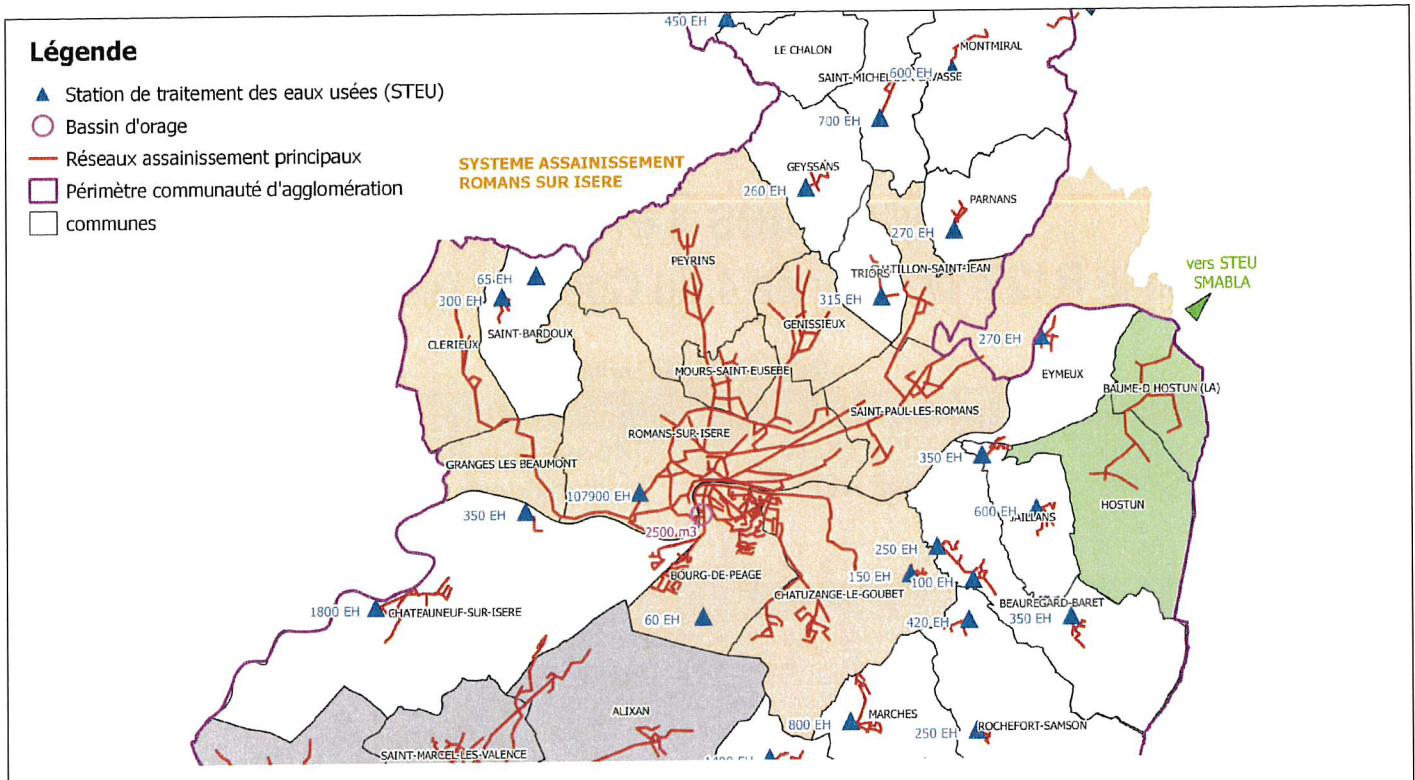 Légende
Station de traitement des eaux usées (STEU)
Bassin d'orage
Réseaux assainissement principaux
Périmètre communauté d'agglomération
communes
SYSTEME ASSAINISSEMENT
ROMANS SUR ISERE
450 EH
LE CHALON
MONTMIRAL
600 EH
SAINT-MICHEL
700 EH
GEYSSANS
260 EH
PARNANS
270 EH
PEYRINS
TRIORS
315 EH
vers STEU
SMABLA
65 EH
300 EH
SAINT-BARDOUX
CLERIEUX
GENISSIEUX
270 EH
EYMEUX
MOURS-SAINT-EUSEBE
BAUME-D HOSTUN (LA)
SAINT-PAUL-LES-ROMANS
ROMANS-SUR-ISERE
GRANGES LES BEAUMONT
350 EH
107900 EH
HOSTUN
350 EH
600 EH
JAILLANS
2500 m3
250 EH
150 EH
100 EH
BOURG-DE-PEAGE
CHATUZANGE-LE-GOUBET
BEAUREGARD-BARET
1800 EH
CHATEAUNEUF-SUR-ISERE
60 EH
420 EH
350 EH
ALIXAN
MARCHES
800 EH
250 EH
ROCHEFORT-SAMSON
SAINT-MARCEL-LES-VALENCE